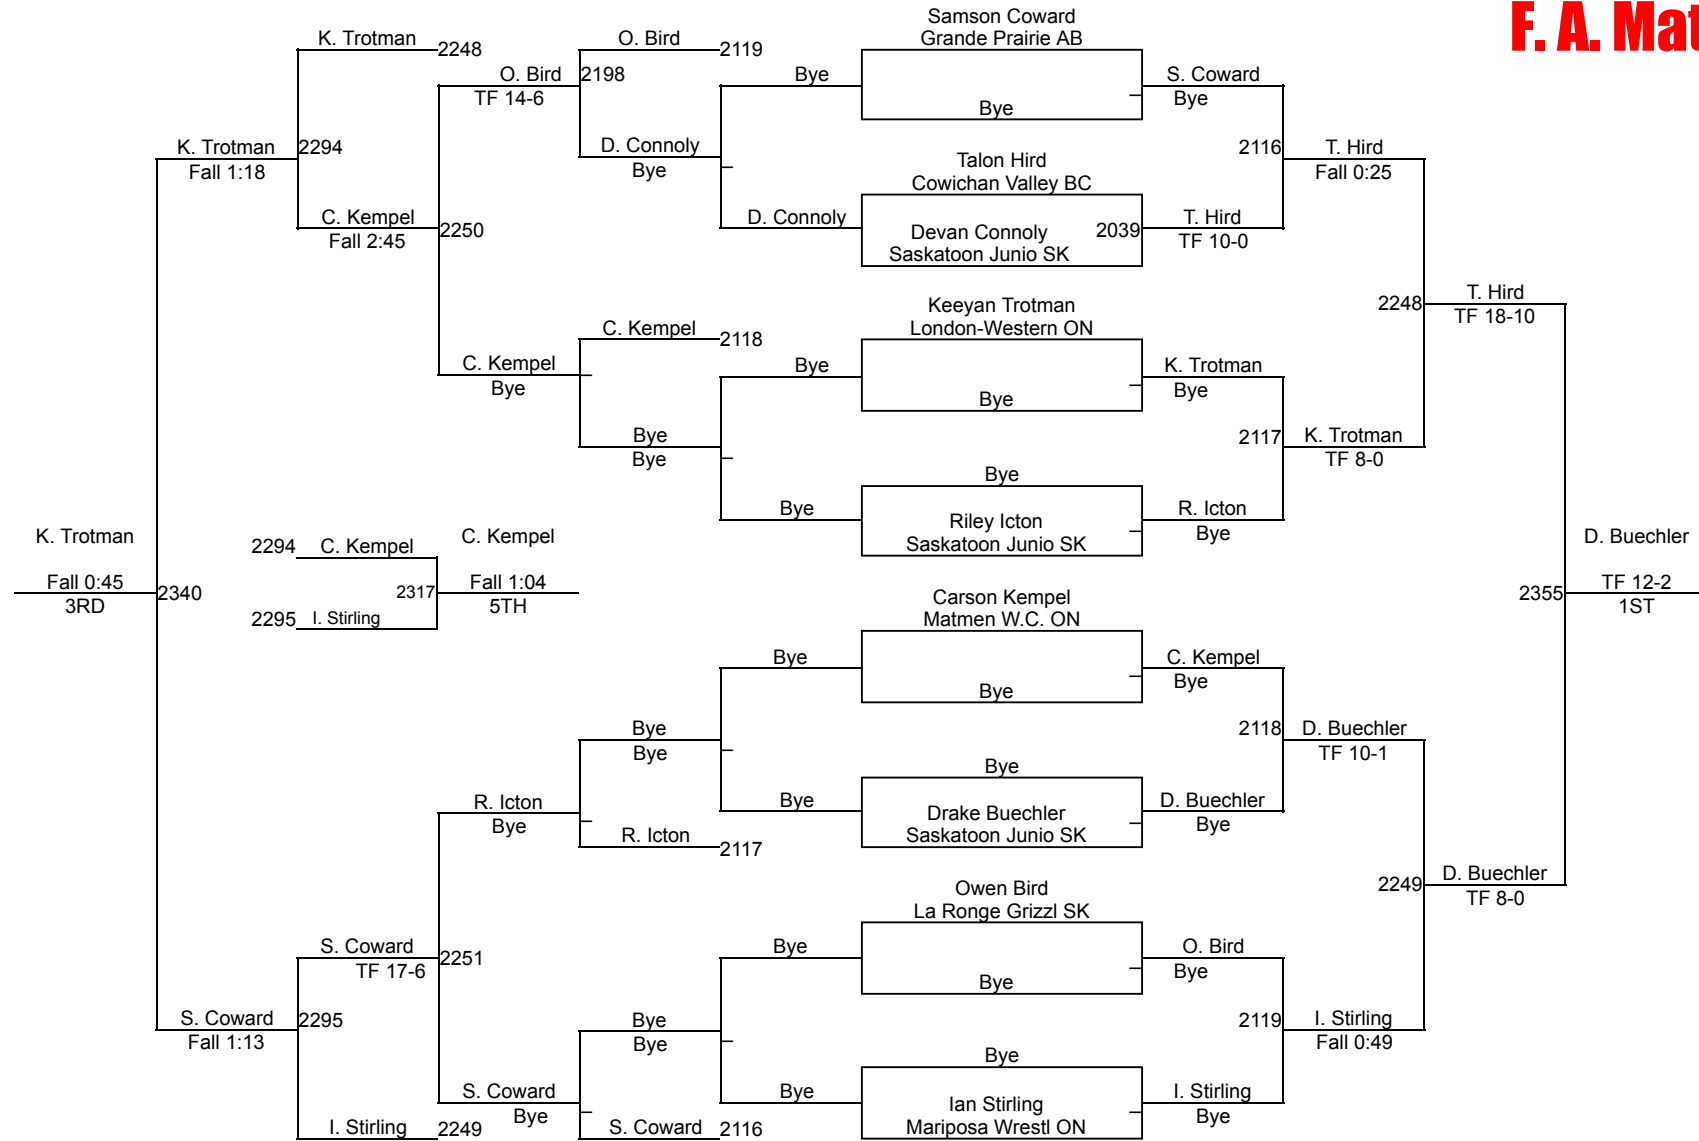 F. A. Mat
Samson Coward
Grande Prairie AB
K. Trotman
2248
O. Bird
2119
O. Bird
2198
TF 14-6
Bye
Bye
S. Coward
Bye
K. Trotman
2294
Fall 1:18
D. Connoly
Bye
2116
T. Hird
Fall 0:25
Talon Hird
Cowichan Valley BC
C. Kempel
Fall 2:45
2250
D. Connoly
Devan Connoly
Saskatoon Junio SK
2039
T. Hird
TF 10-0
Keeyan Trotman
London-Western ON
2248
T. Hird
TF 18-10
C. Kempel
2118
C. Kempel
Bye
Bye
Bye
K. Trotman
Bye
Bye
Bye
2117
K. Trotman
TF 8-0
Bye
Bye
Riley Icton
Saskatoon Junio SK
R. Icton
Bye
K. Trotman
Fall 0:45
3RD
2340
2294
C. Kempel
2295
I. Stirling
2317
C. Kempel
Fall 1:04
5TH
D. Buechler
2355
TF 12-2
1ST
Carson Kempel
Matmen W.C. ON
Bye
Bye
C. Kempel
Bye
Bye
Bye
2118
D. Buechler
TF 10-1
Bye
R. Icton
Bye
Bye
Drake Buechler
Saskatoon Junio SK
D. Buechler
Bye
R. Icton
2117
2249
D. Buechler
TF 8-0
Owen Bird
La Ronge Grizzl SK
S. Coward
TF 17-6
2251
Bye
Bye
O. Bird
Bye
S. Coward
2295
Fall 1:13
Bye
Bye
2119
I. Stirling
Fall 0:49
Bye
S. Coward
Bye
Bye
Ian Stirling
Mariposa Wrestl ON
I. Stirling
Bye
I. Stirling
2249
S. Coward
2116